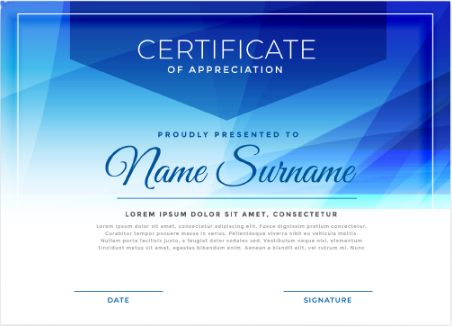 CERTIFICATE
OF APPRECIATION
PROUDLY PRESENTED TO
Name Surname
LOREM IPSUM DOLOR SIT AMET, CONSECTETUR
Lorem ipsum dolor sit amet, consectetur adipiscing elit. Fusce dignissim pretium consectetur.
Curabitur tempor massa in varius. Pellentesque viverra nibh eu vehicula mattis.
Nullam porta facilisis justo, a feugiat dolor sodales sed. Vestibulum neque nisl, elementum
tincidunt mollis sit amet, egestas bibendum enim. Aenean a blandit elit, vel rutrum mi. Nunc
DATE
SIGNATURE